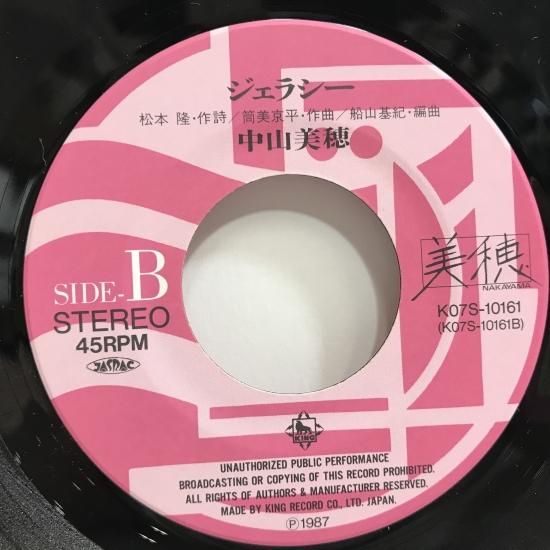 ジェラシー
松本 隆・作詩／筒美京平・作曲／船山基紀・編曲
中山美穂
SIDE-B
STEREO
45RPM
JASRAC
美穂
NAKAYAMA
K07S-10161
(K07S-10161B)
KING
UNAUTHORIZED PUBLIC PERFORMANCE
BROADCASTING OR COPYING OF THIS RECORD PROHIBITED.
ALL RIGHTS OF AUTHORS & MANUFACTURER RESERVED.
MADE BY KING RECORD CO., LTD. JAPAN.
Ⓟ1987